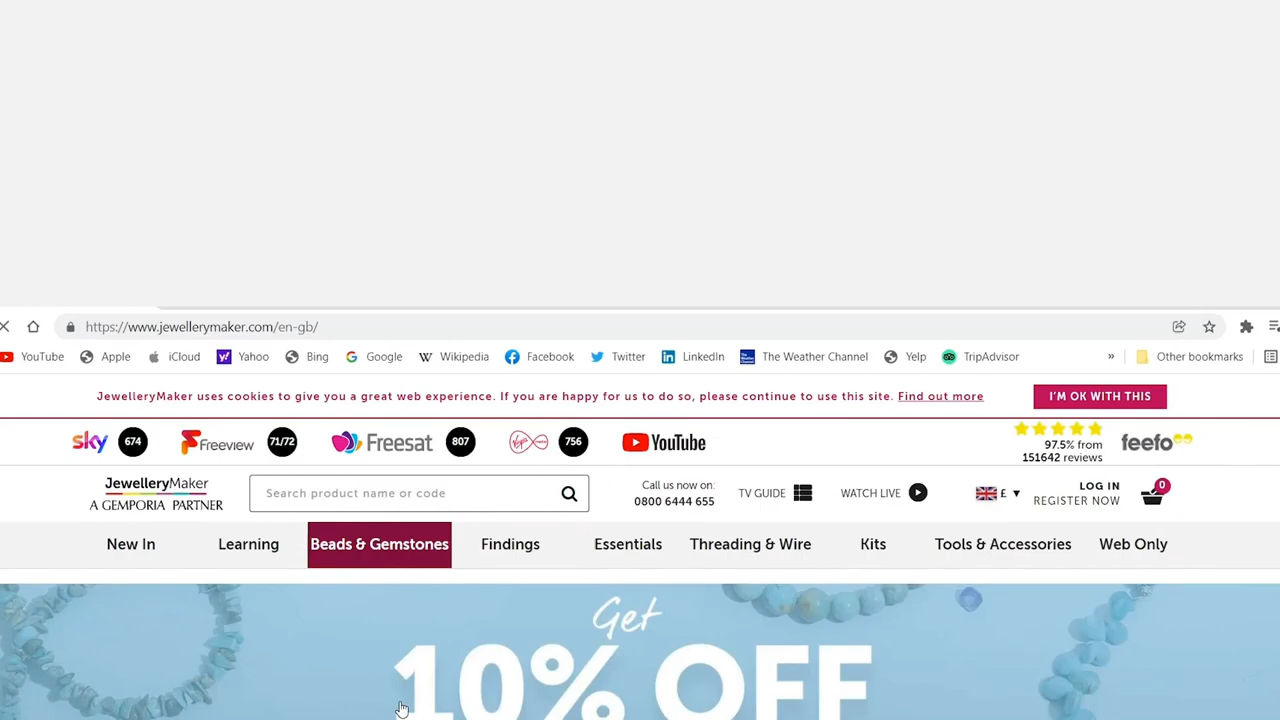 https://www.jewellerymaker.com/en-gb/
YouTube Apple iCloud Yahoo Bing Google Wikipedia Facebook Twitter LinkedIn The Weather Channel Yelp TripAdvisor » Other bookmarks
JewelleryMaker uses cookies to give you a great web experience. If you are happy for us to do so, please continue to use this site. Find out more I'M OK WITH THIS
sky 674 Freeview 71/72 Freesat 807 Virgin 756 YouTube 97.5% from 151642 reviews feefo
JewelleryMaker
A GEMPORIA PARTNER
Search product name or code
Call us now on:
0800 6444 655
TV GUIDE
WATCH LIVE
£
LOG IN
REGISTER NOW
0
New In Learning Beads & Gemstones Findings Essentials Threading & Wire Kits Tools & Accessories Web Only
Get
10% OFF